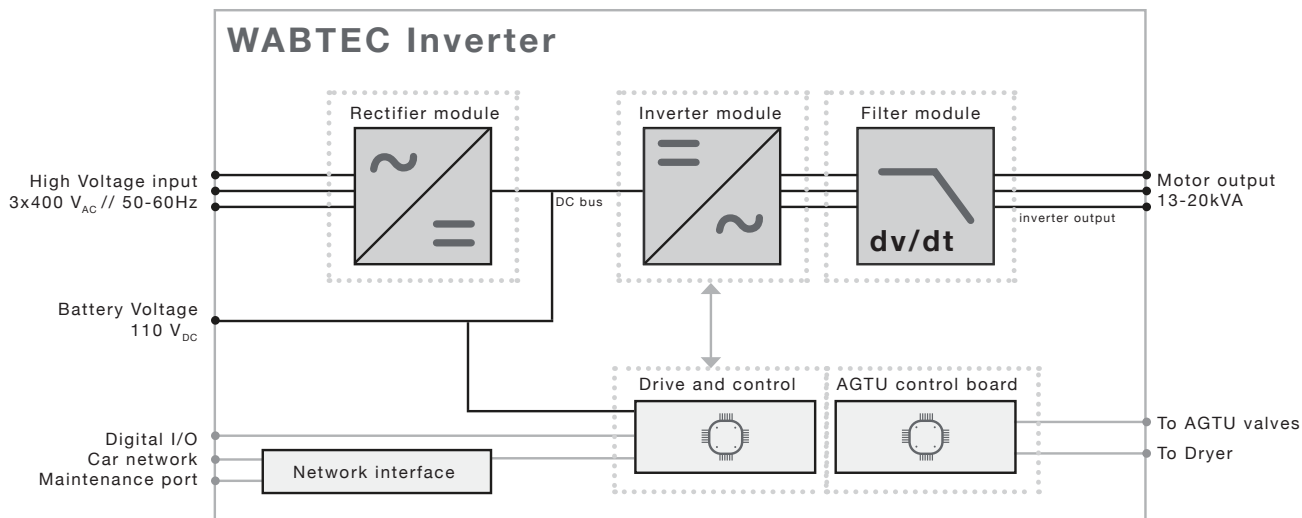 WABTEC Inverter
Rectifier module
Inverter module
Filter module
High Voltage input
3x400 VAC // 50-60Hz
DC bus
dv/dt
inverter output
Motor output
13-20kVA
Battery Voltage
110 VDC
Drive and control
AGTU control board
Digital I/O
Car network
Maintenance port
Network interface
To AGTU valves
To Dryer